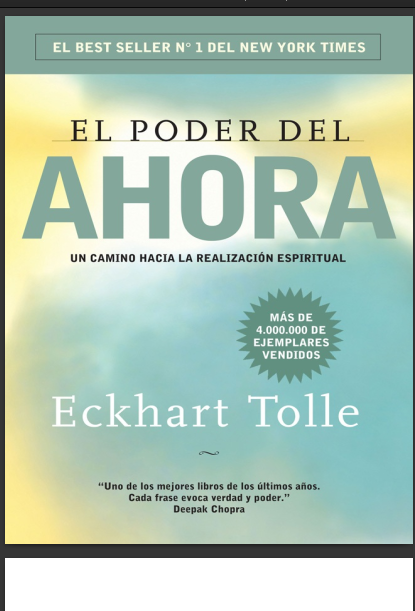 EL BEST SELLER Nº 1 DEL NEW YORK TIMES
EL PODER DEL
AHORA
UN CAMINO HACIA LA REALIZACIÓN ESPIRITUAL
MÁS DE
4.000.000 DE
EJEMPLARES
VENDIDOS
Eckhart Tolle
“Uno de los mejores libros de los últimos años.
Cada frase evoca verdad y poder.”
Deepak Chopra